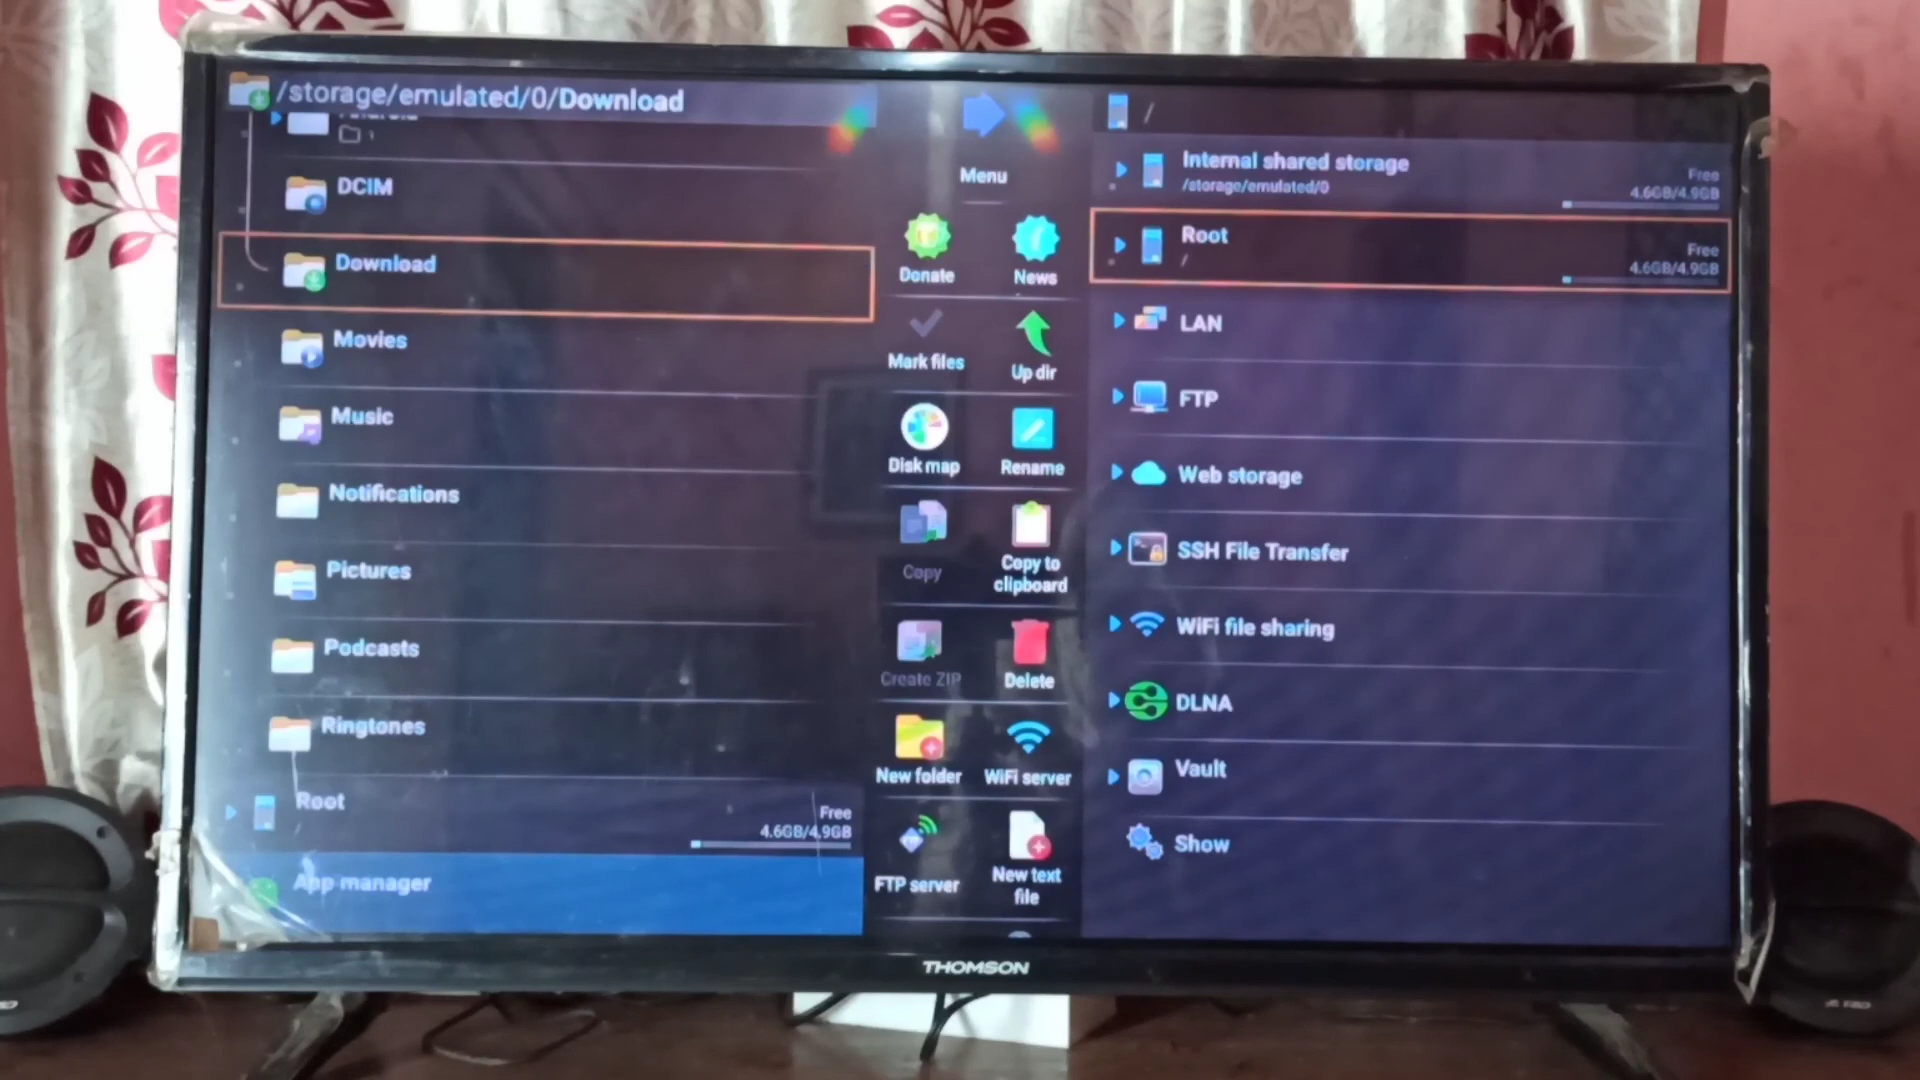 /storage/emulated/0/Download
1
DCIM
Download
Movies
Music
Notifications
Pictures
Podcasts
Ringtones
Root
Free
4.6GB/4.9GB
App manager
Menu
Donate
News
Mark files
Up dir
Disk map
Rename
Copy
Copy to
clipboard
Create ZIP
Delete
New folder
WiFi server
FTP server
New text
file
/
Internal shared storage
/storage/emulated/0
Free
4.6GB/4.9GB
Root
/
Free
4.6GB/4.9GB
LAN
FTP
Web storage
SSH File Transfer
WiFi file sharing
DLNA
Vault
Show
THOMSON